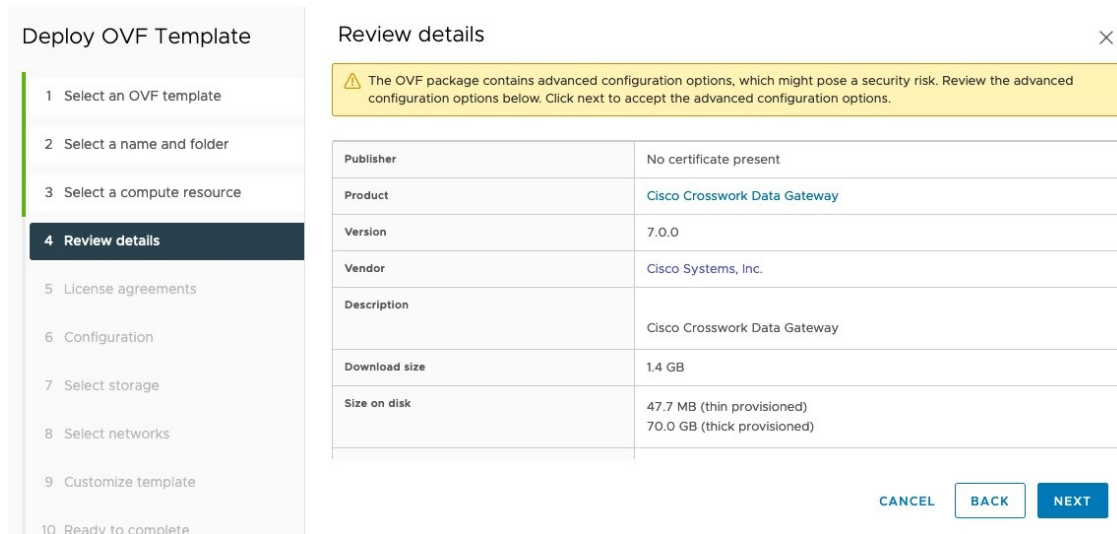 Deploy OVF Template
1 Select an OVF template
2 Select a name and folder
3 Select a compute resource
4 Review details
5 License agreements
6 Configuration
7 Select storage
8 Select networks
9 Customize template
10 Ready to complete
Review details
The OVF package contains advanced configuration options, which might pose a security risk. Review the advanced
configuration options below. Click next to accept the advanced configuration options.
Publisher No certificate present
Product Cisco Crosswork Data Gateway
Version 7.0.0
Vendor Cisco Systems, Inc.
Description
Cisco Crosswork Data Gateway
Download size 1.4 GB
Size on disk 47.7 MB (thin provisioned)
70.0 GB (thick provisioned)
CANCEL BACK NEXT